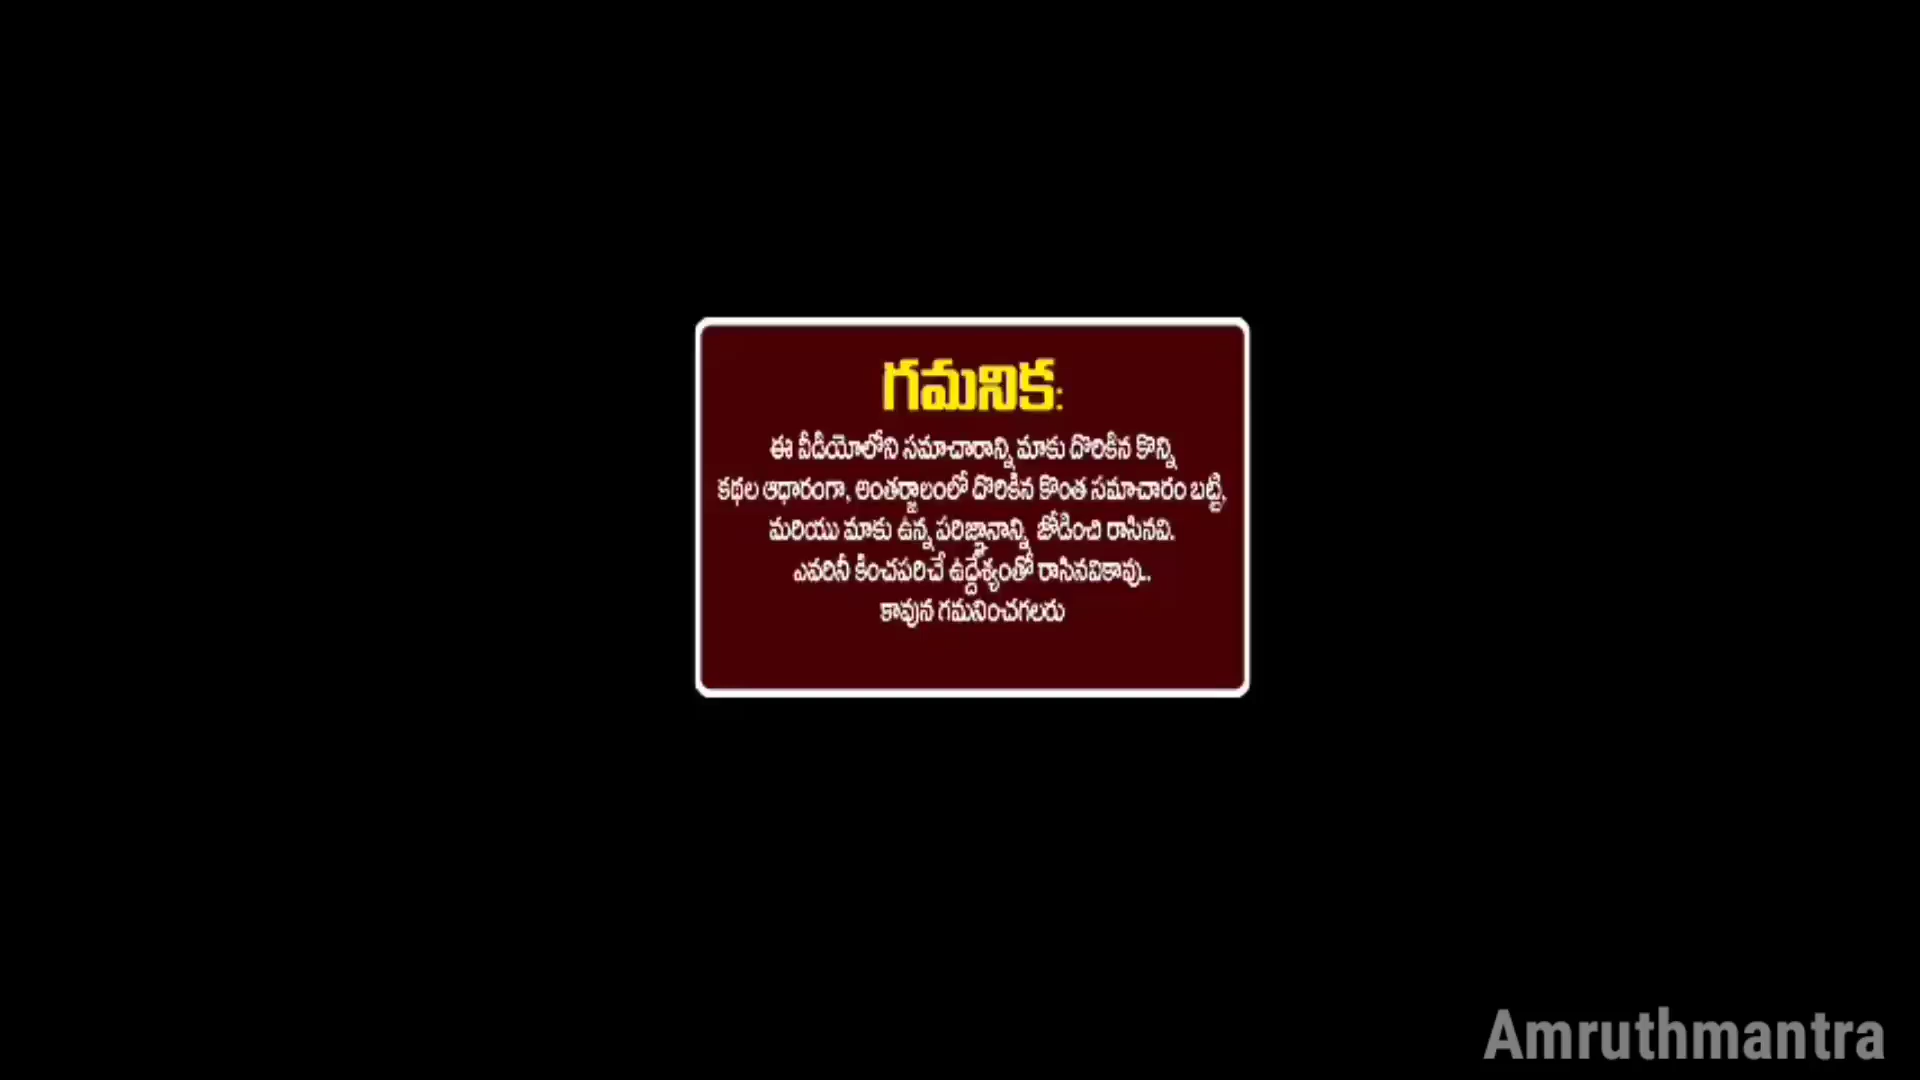 గమనిక:
ఈ వీడియోలోని సమాచారాన్ని మాకు దొరికిన కొన్ని
కథల ఆధారంగా, అంతర్జాలంలో దొరికిన కొంత సమాచారం బట్టి,
మరియు మాకు ఉన్న పరిజ్ఞానాన్ని జోడించి రాసినవి.
ఎవరినీ కించపరిచే ఉద్దేశ్యంతో రాసినవికావు..
కావున గమనించగలరు
Amruthmantra